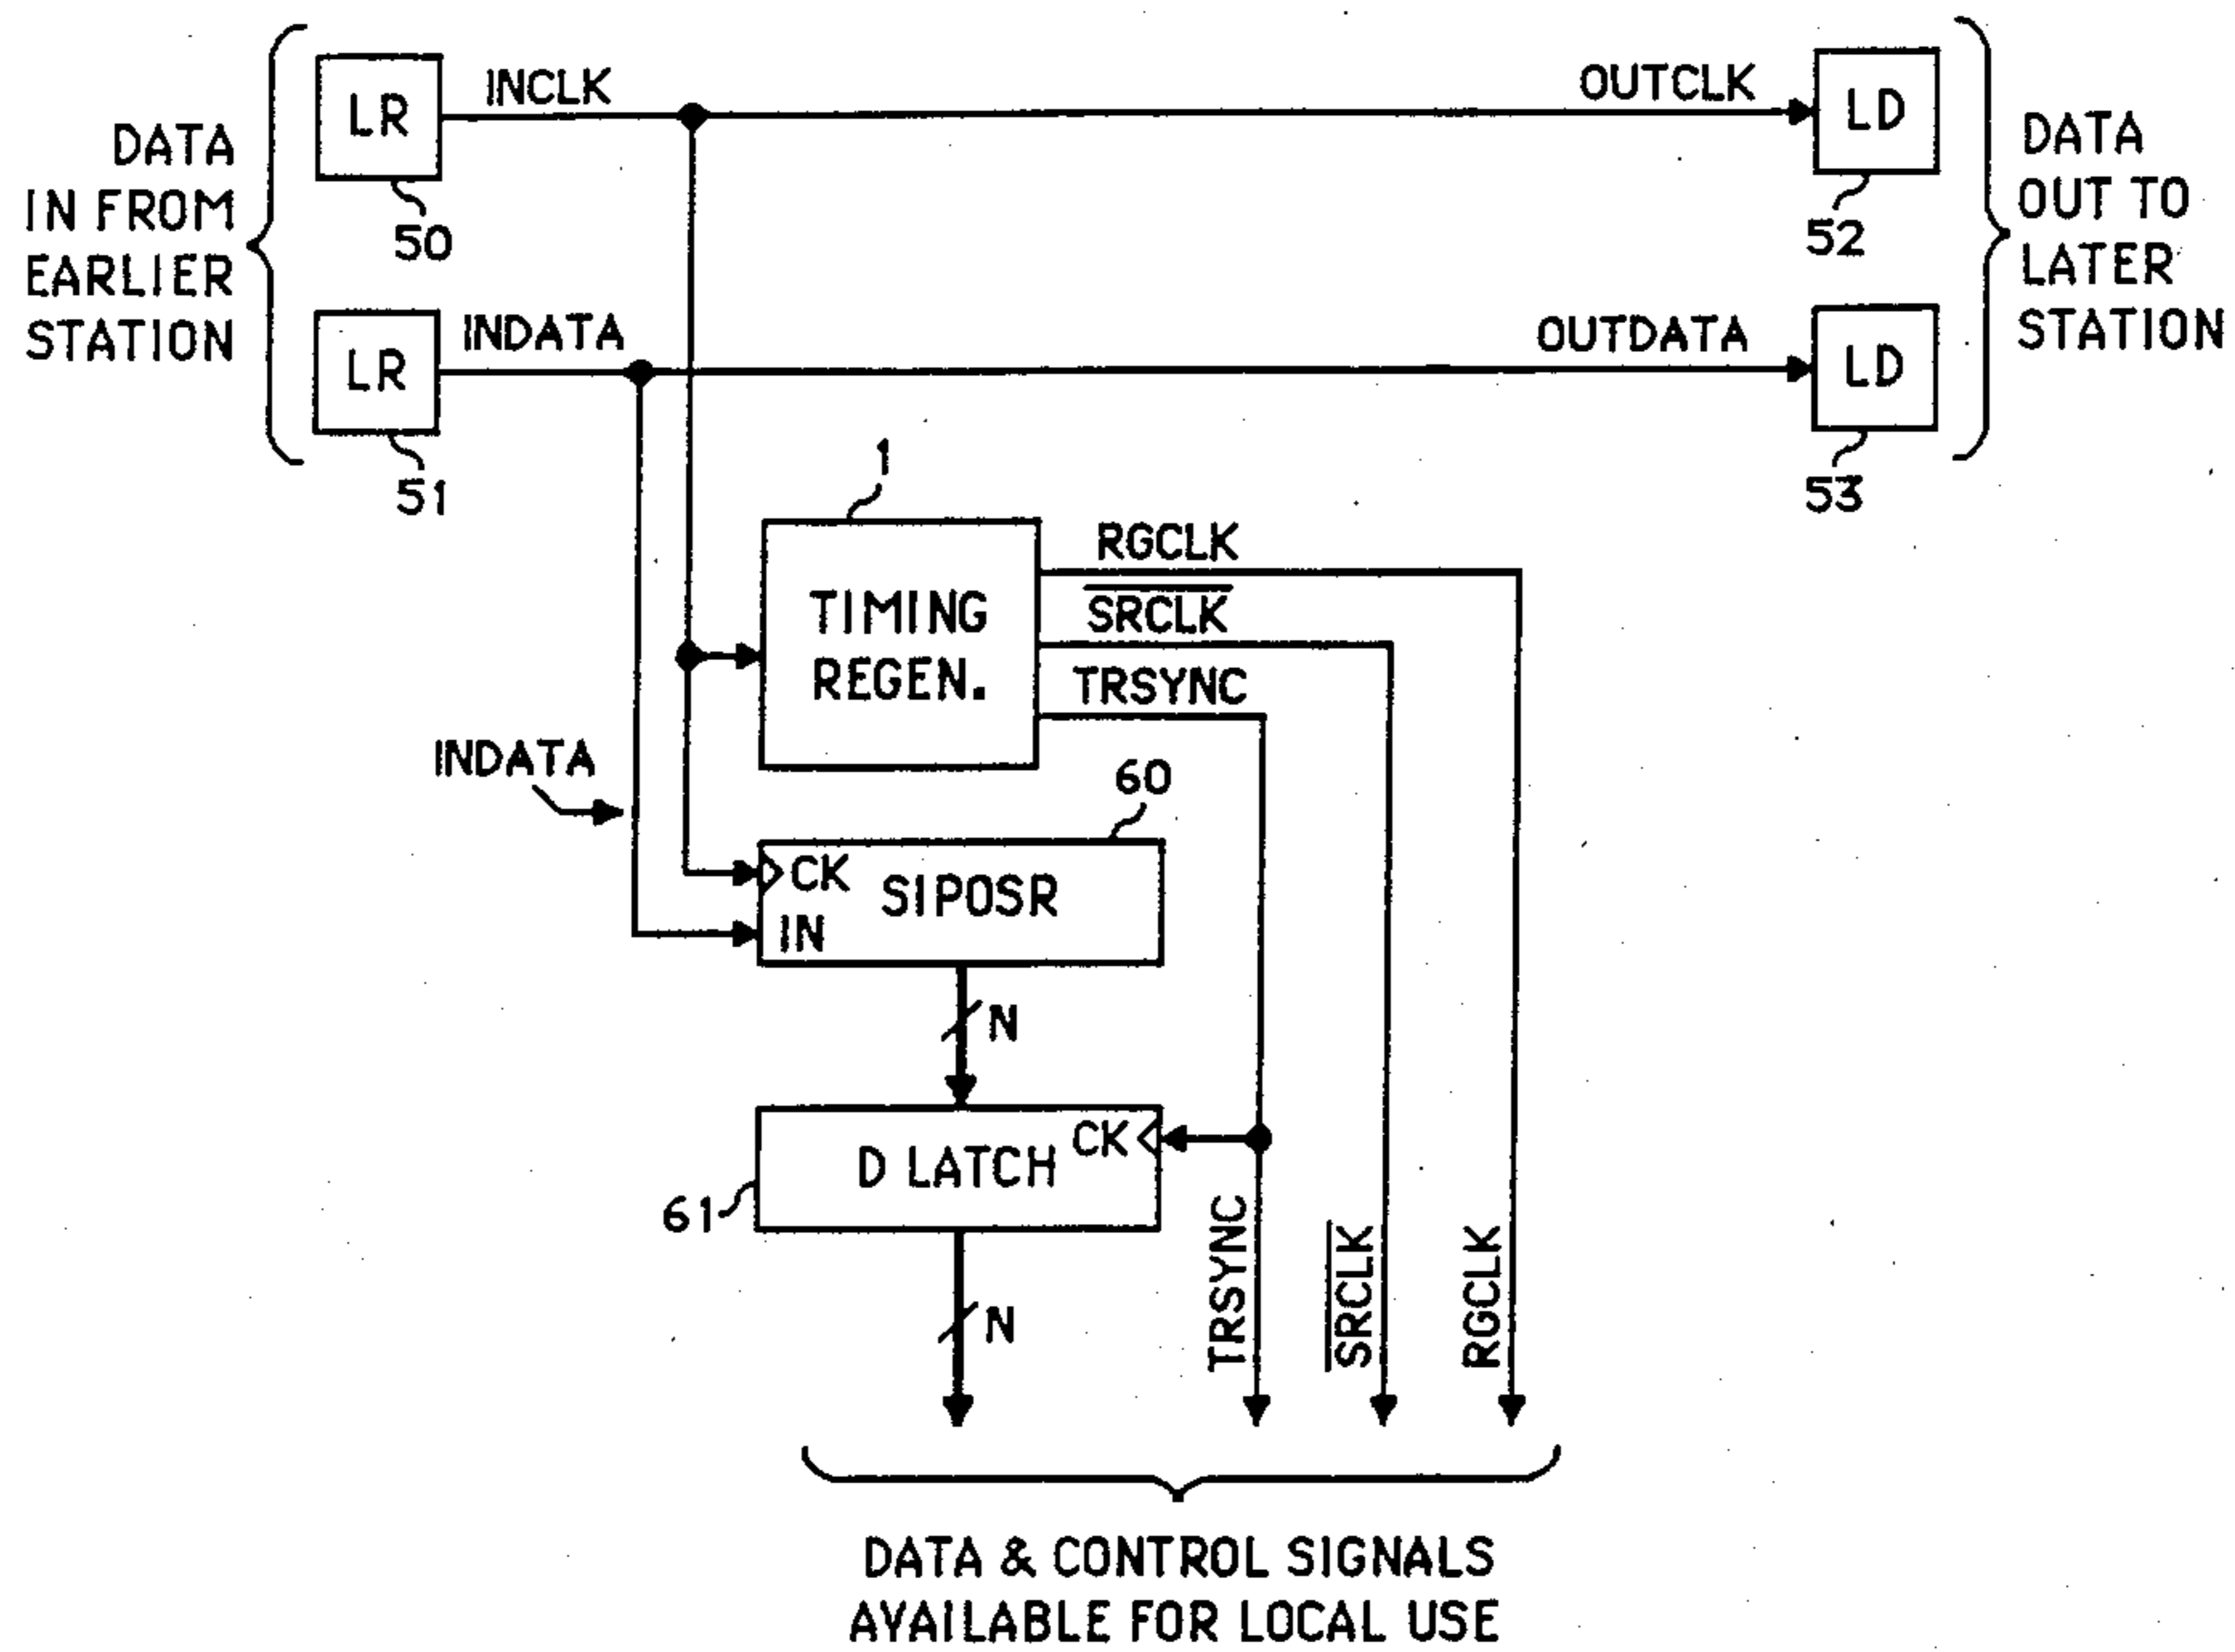 DATA
IN FROM
EARLIER
STATION
LR
INCLK
50
LR
INDATA
51
OUTCLK
LD
52
OUTDATA
LD
53
DATA
OUT TO
LATER
STATION
1
TIMING
REGEN.
RGCLK
SRCLK
TRSYNC
INDATA
60
CK
IN
SIPOSR
N
D LATCH
CK
61
N
TRSYNC
SRCLK
RGCLK
DATA & CONTROL SIGNALS
AVAILABLE FOR LOCAL USE